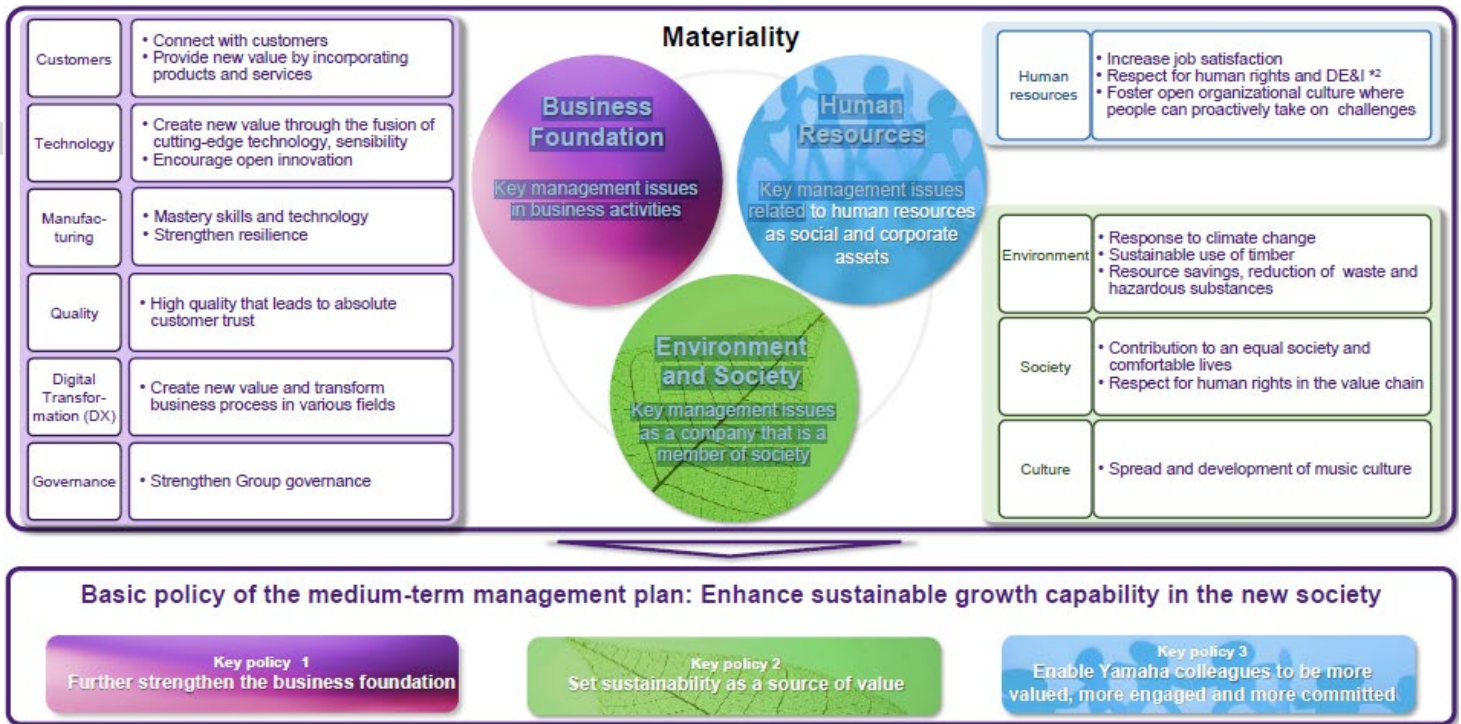 Materiality
Customers
• Connect with customers
• Provide new value by incorporating
products and services
Technology
• Create new value through the fusion of
cutting-edge technology, sensibility
• Encourage open innovation
Manufac-
turing
• Mastery skills and technology
• Strengthen resilience
Quality
• High quality that leads to absolute
customer trust
Digital
Transfor-
mation (DX)
• Create new value and transform
business process in various fields
Governance
• Strengthen Group governance
Business
Foundation
Key management issues
in business activities
Human
Resources
Key management issues
related to human resources
as social and corporate
assets
Environment
and Society
Key management issues
as a company that is a
member of society
Human
resources
• Increase job satisfaction
• Respect for human rights and DE&I *2
• Foster open organizational culture where
people can proactively take on challenges
Environment
• Response to climate change
• Sustainable use of timber
• Resource savings, reduction of waste and
hazardous substances
Society
• Contribution to an equal society and
comfortable lives
• Respect for human rights in the value chain
Culture
• Spread and development of music culture
Basic policy of the medium-term management plan: Enhance sustainable growth capability in the new society
Key policy 1
Further strengthen the business foundation
Key policy 2
Set sustainability as a source of value
Key policy 3
Enable Yamaha colleagues to be more
valued, more engaged and more committed